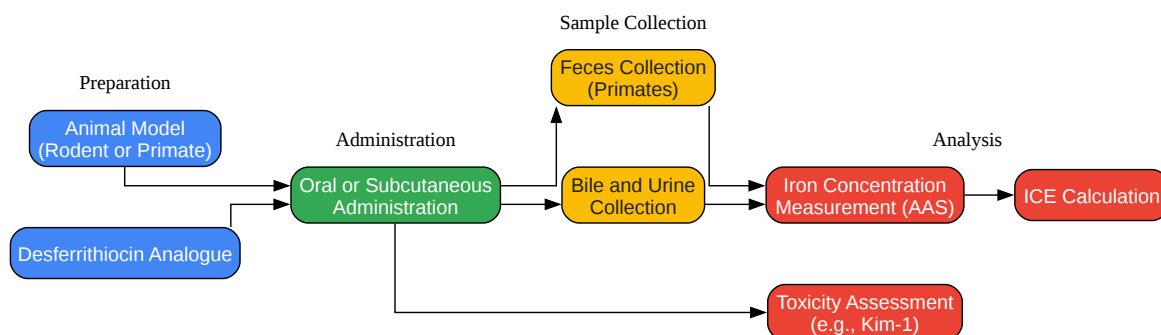 Preparation
Animal Model
(Rodent or Primate)
Desferrithiocin Analogue
Administration
Oral or Subcutaneous
Administration
Sample Collection
Feces Collection
(Primates)
Bile and Urine
Collection
Analysis
Iron Concentration
Measurement (AAS)
ICE Calculation
Toxicity Assessment
(e.g., Kim-1)